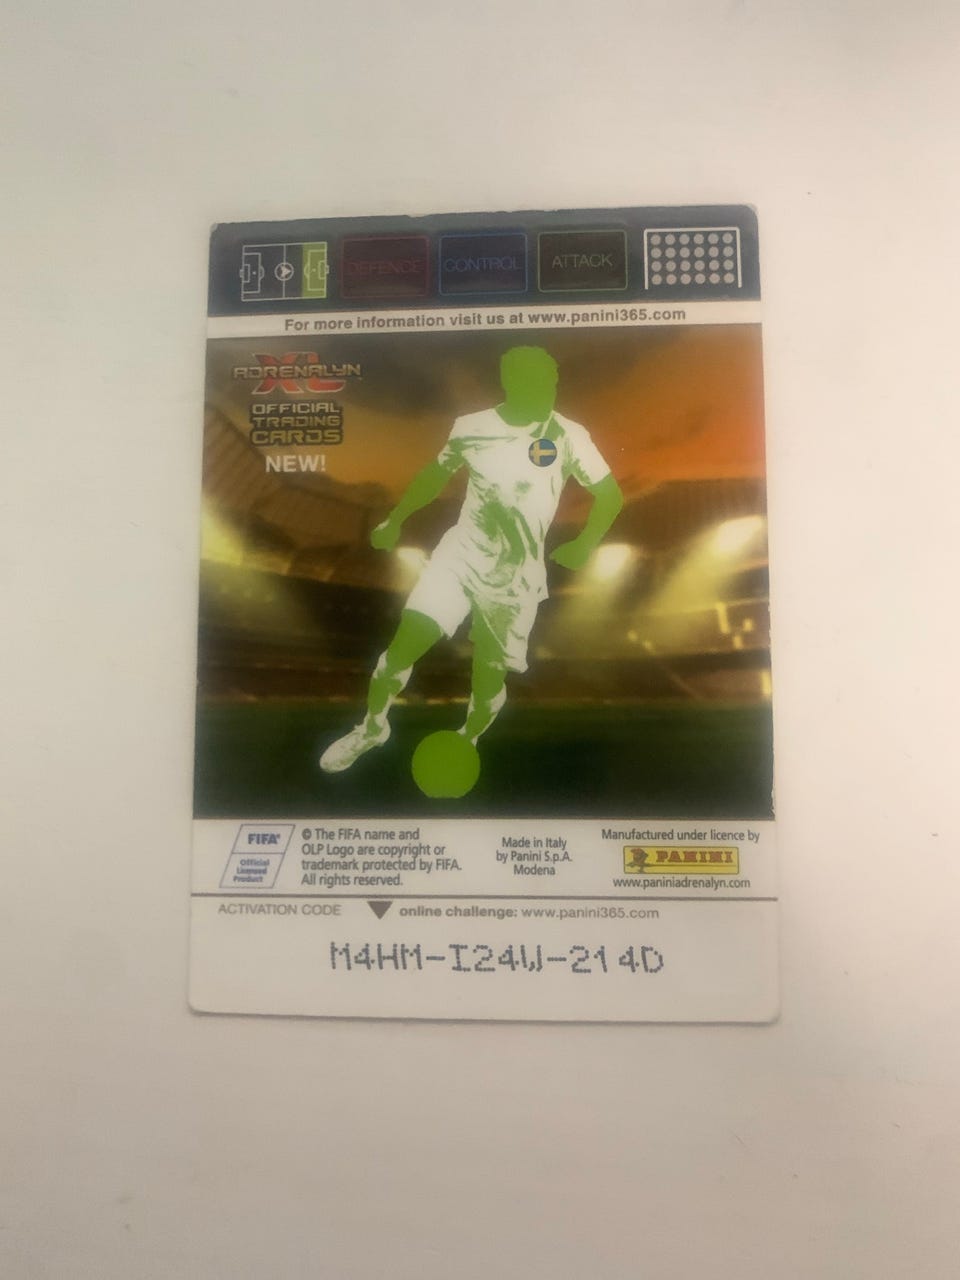 DEFENCE CONTROL ATTACK
For more information visit us at www.panini365.com
ADRENALYN XL
OFFICIAL
TRADING
CARDS
NEW!
FIFA®
Official
Licensed
Product
© The FIFA name and
OLP Logo are copyright or
trademark protected by FIFA.
All rights reserved.
Made in Italy
by Panini S.p.A.
Modena
Manufactured under licence by
PANINI
www.paniniadrenalyn.com
ACTIVATION CODE online challenge: www.panini365.com
M4HM-I24W-214D